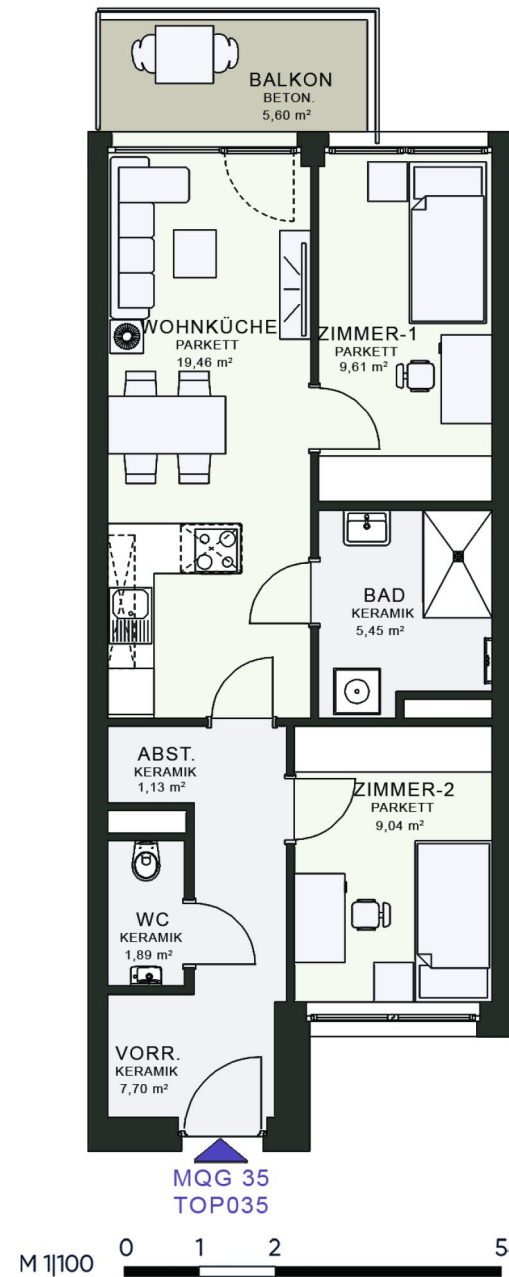 BALKON
BETON.
5,60 m²
WOHNKÜCHE
PARKETT
19,46 m²
ZIMMER-1
PARKETT
9,61 m²
BAD
KERAMIK
5,45 m²
ABST.
KERAMIK
1,13 m²
ZIMMER-2
PARKETT
9,04 m²
WC
KERAMIK
1,89 m²
VORR.
KERAMIK
7,70 m²
MQG 35
TOP035
M 1|100 0 1 2 5